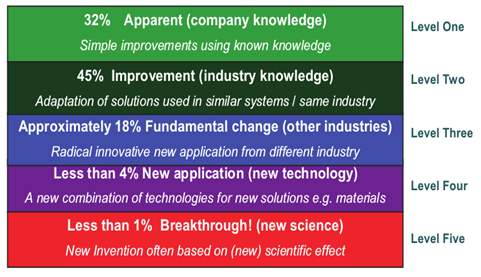 32% Apparent (company knowledge)
Simple improvements using known knowledge
Level One
45% Improvement (industry knowledge)
Adaptation of solutions used in similar systems / same industry
Level Two
Approximately 18% Fundamental change (other industries)
Radical innovative new application from different industry
Level Three
Less than 4% New application (new technology)
A new combination of technologies for new solutions e.g. materials
Level Four
Less than 1% Breakthrough! (new science)
New Invention often based on (new) scientific effect
Level Five